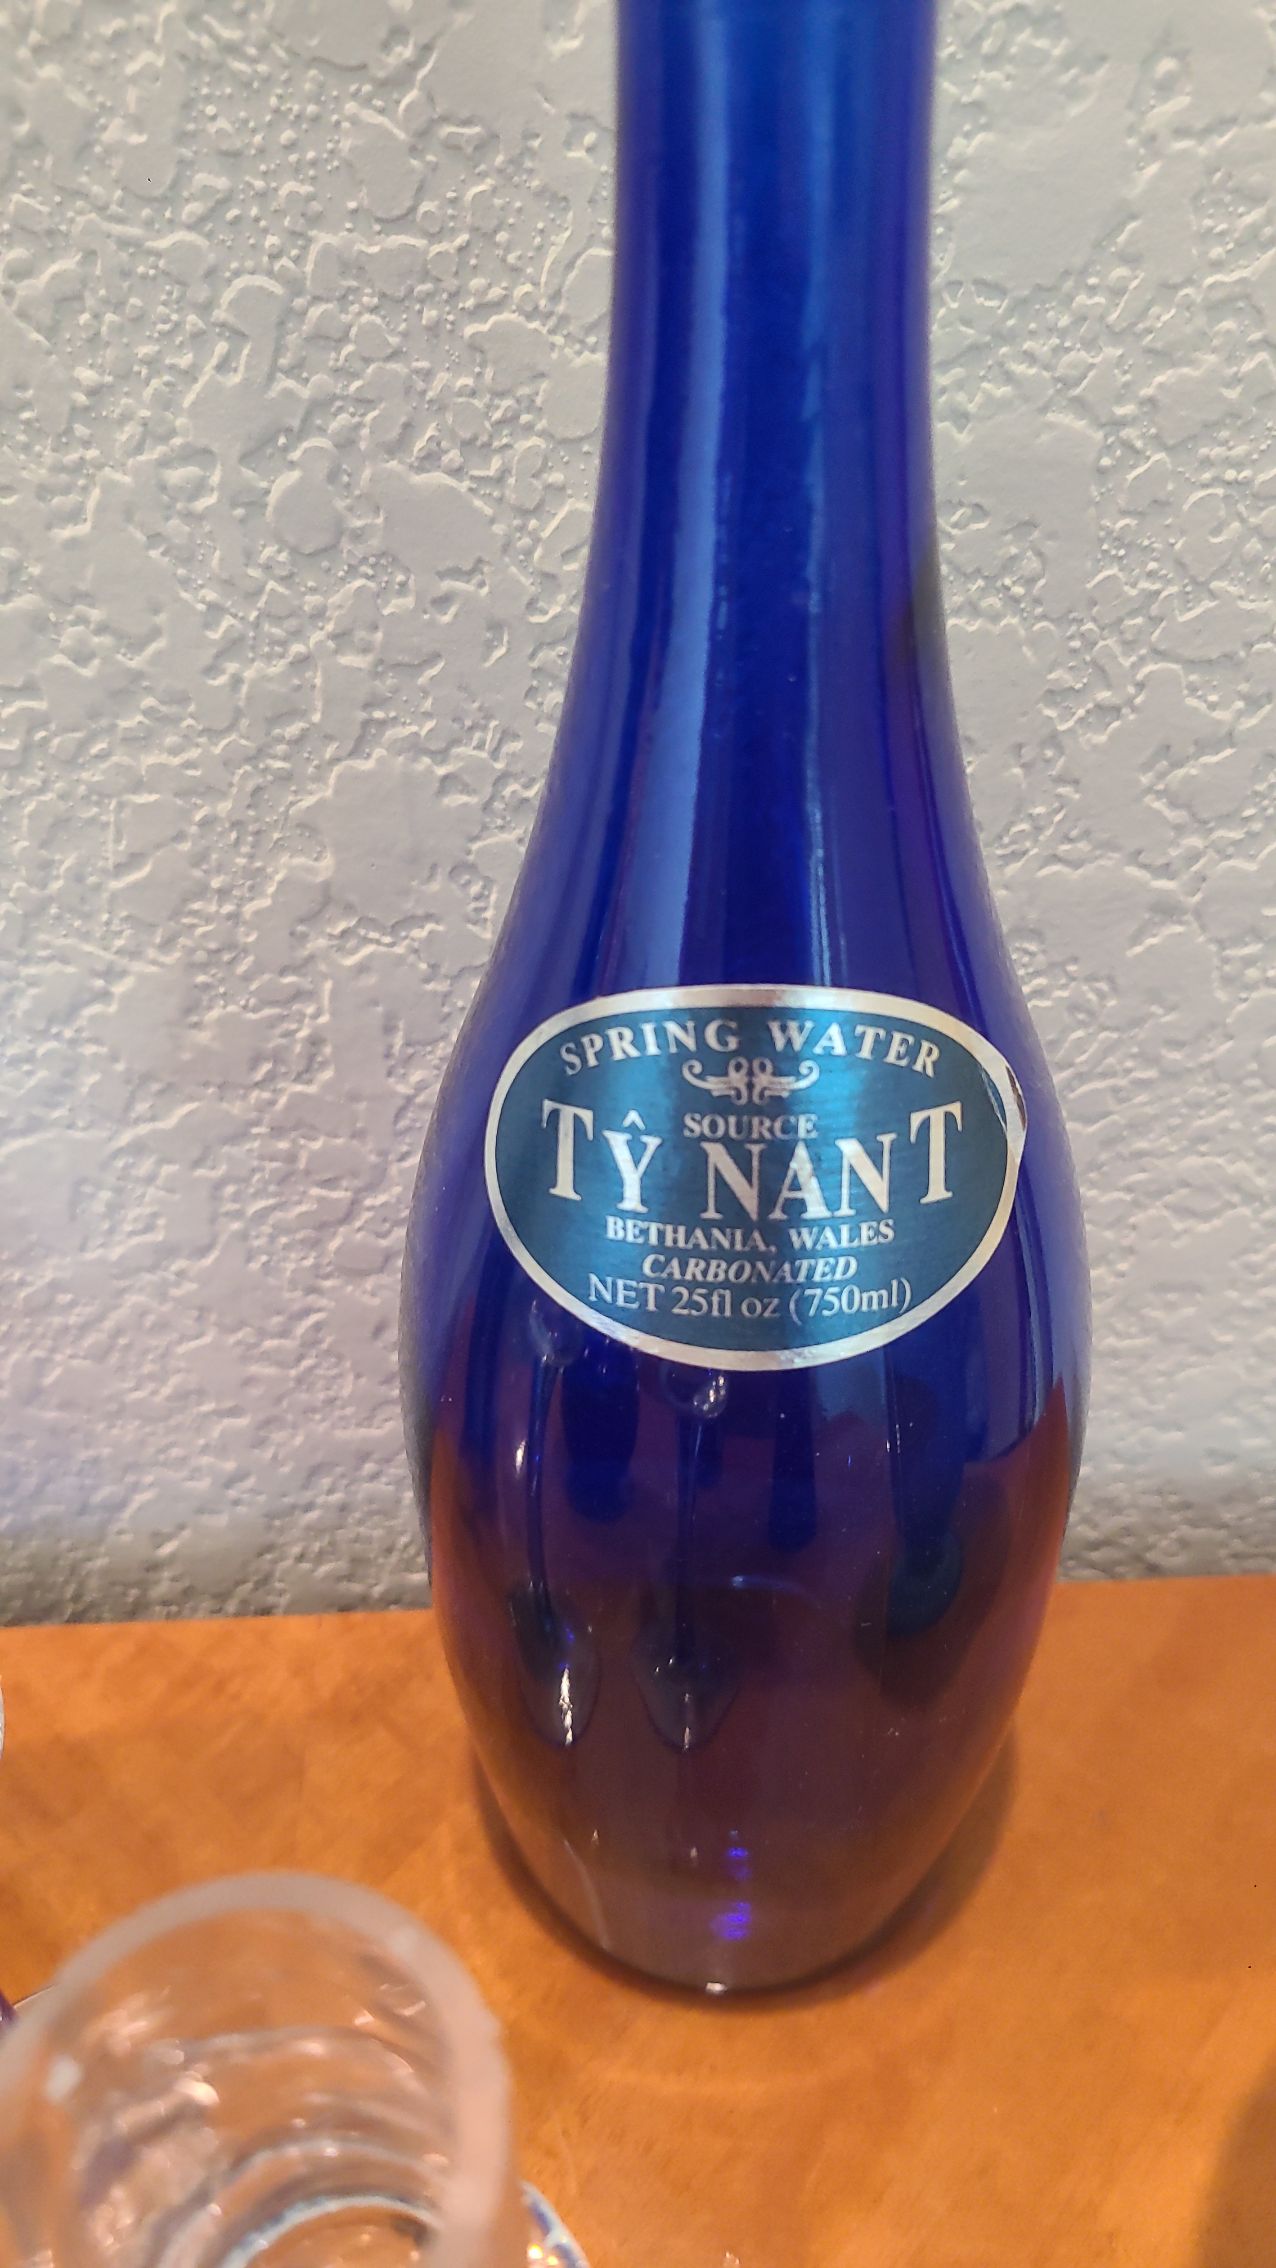 SPRING WATER
SOURCE
TŶ NANT
BETHANIA, WALES
CARBONATED
NET 25fl oz (750ml)